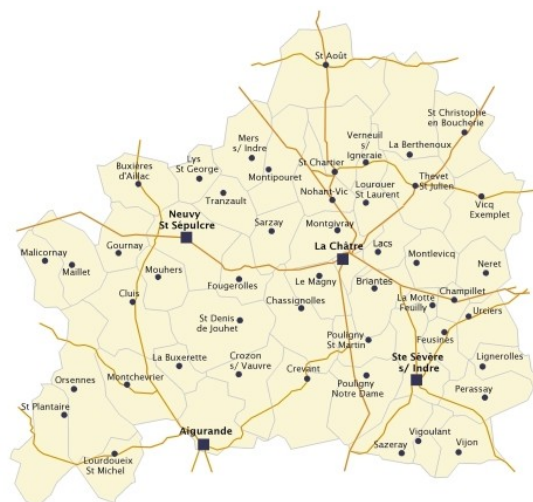 St Août
St Christophe
en Boucherie
Verneuil
s/
Igneraie
La Berthenoux
Mers
s/ Indre
Lys
St George
Buxières
d'Aillac
Montipouret
St Chartier
Thevet
St Julien
Tranzault
Nohant-Vic
Lourouer
St Laurent
Vicq
Exemplet
Neuvy
St Sépulcre
Sarzay
Montgivray
Gournay
La Châtre
Lacs
Malicornay
Maillet
Mouhers
Montlevicq
Neret
Fougerolles
Le Magny
Briantes
Cluis
Chassignolles
La Motte
Feuilly
Champillet
Urciers
St Denis
de Jouhet
Pouligny
St Martin
Feusines
La Buxerette
Crozon
s/ Vauvre
Crevant
Ste Sévère
s/ Indre
Lignerolles
Orsennes
Montchevrier
Pouligny
Notre Dame
Perassay
St Plantaire
Aigurande
Vigoulant
Sazeray
Vijon
Lourdoueix
St Michel